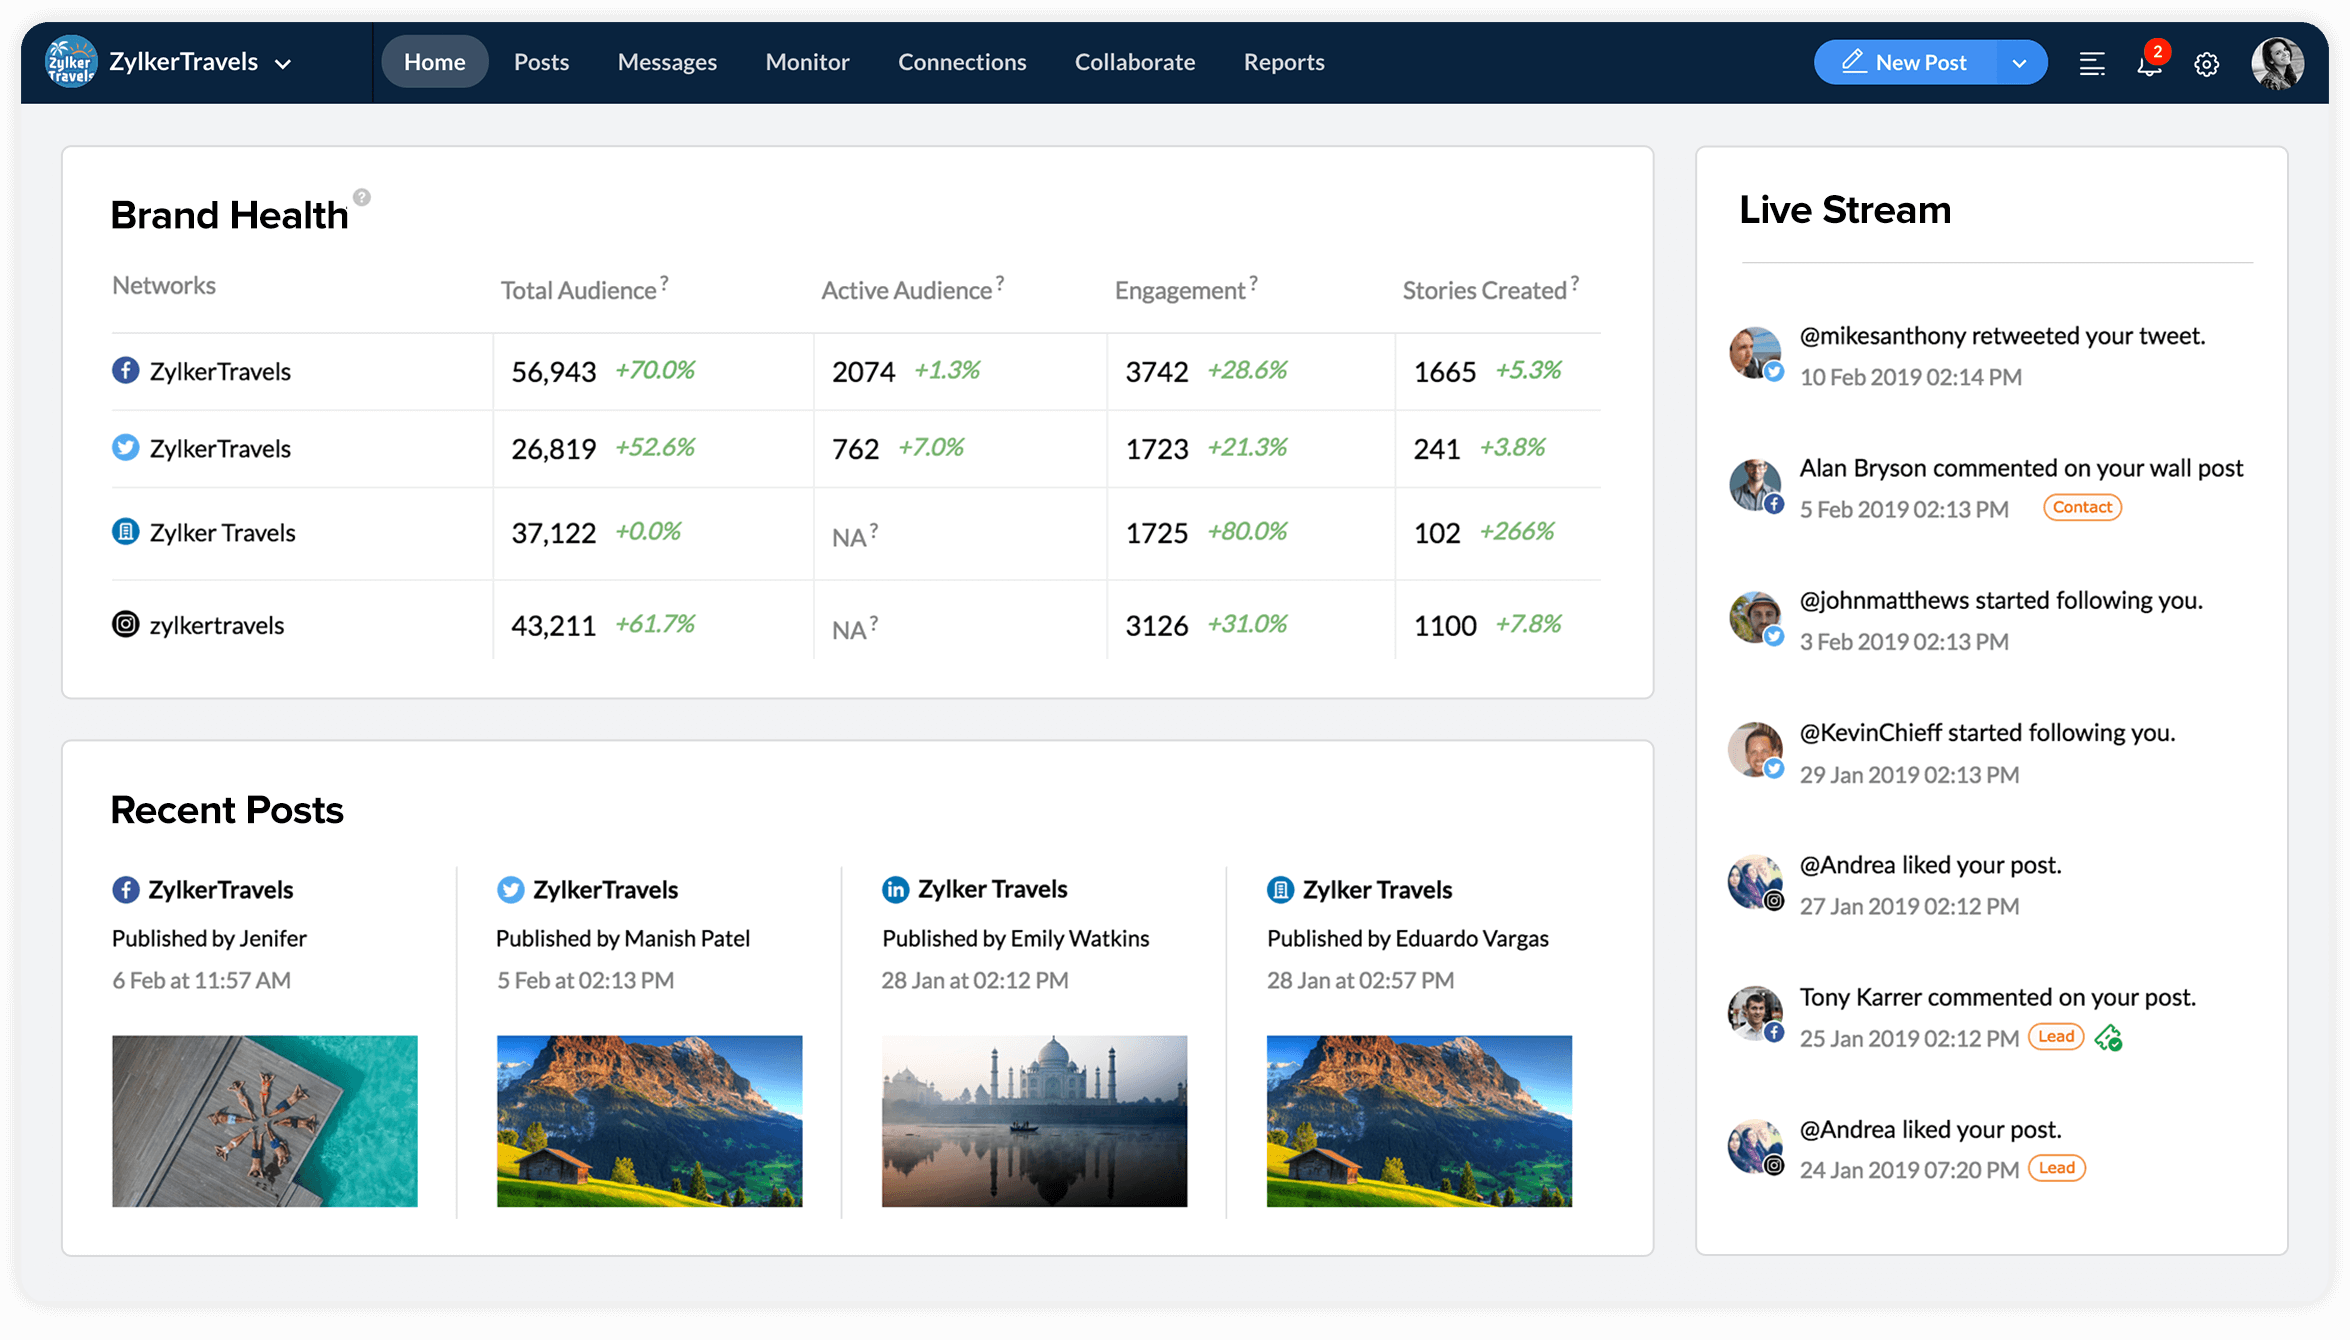 Zylker Travels
ZylkerTravels
Home
Posts
Messages
Monitor
Connections
Collaborate
Reports
New Post
2
Brand Health ?
Networks
Total Audience ?
Active Audience ?
Engagement ?
Stories Created ?
ZylkerTravels 56,943 +70.0% 2074 +1.3% 3742 +28.6% 1665 +5.3%
ZylkerTravels 26,819 +52.6% 762 +7.0% 1723 +21.3% 241 +3.8%
Zylker Travels 37,122 +0.0% NA ? 1725 +80.0% 102 +266%
zylkertravels 43,211 +61.7% NA ? 3126 +31.0% 1100 +7.8%
Recent Posts
ZylkerTravels
Published by Jenifer
6 Feb at 11:57 AM
ZylkerTravels
Published by Manish Patel
5 Feb at 02:13 PM
in Zylker Travels
Published by Emily Watkins
28 Jan at 02:12 PM
Zylker Travels
Published by Eduardo Vargas
28 Jan at 02:57 PM
Live Stream
@mikesanthony retweeted your tweet.
10 Feb 2019 02:14 PM
Alan Bryson commented on your wall post
5 Feb 2019 02:13 PM Contact
@johnmatthews started following you.
3 Feb 2019 02:13 PM
@KevinChieff started following you.
29 Jan 2019 02:13 PM
@Andrea liked your post.
27 Jan 2019 02:12 PM
Tony Karrer commented on your post.
25 Jan 2019 02:12 PM Lead
@Andrea liked your post.
24 Jan 2019 07:20 PM Lead